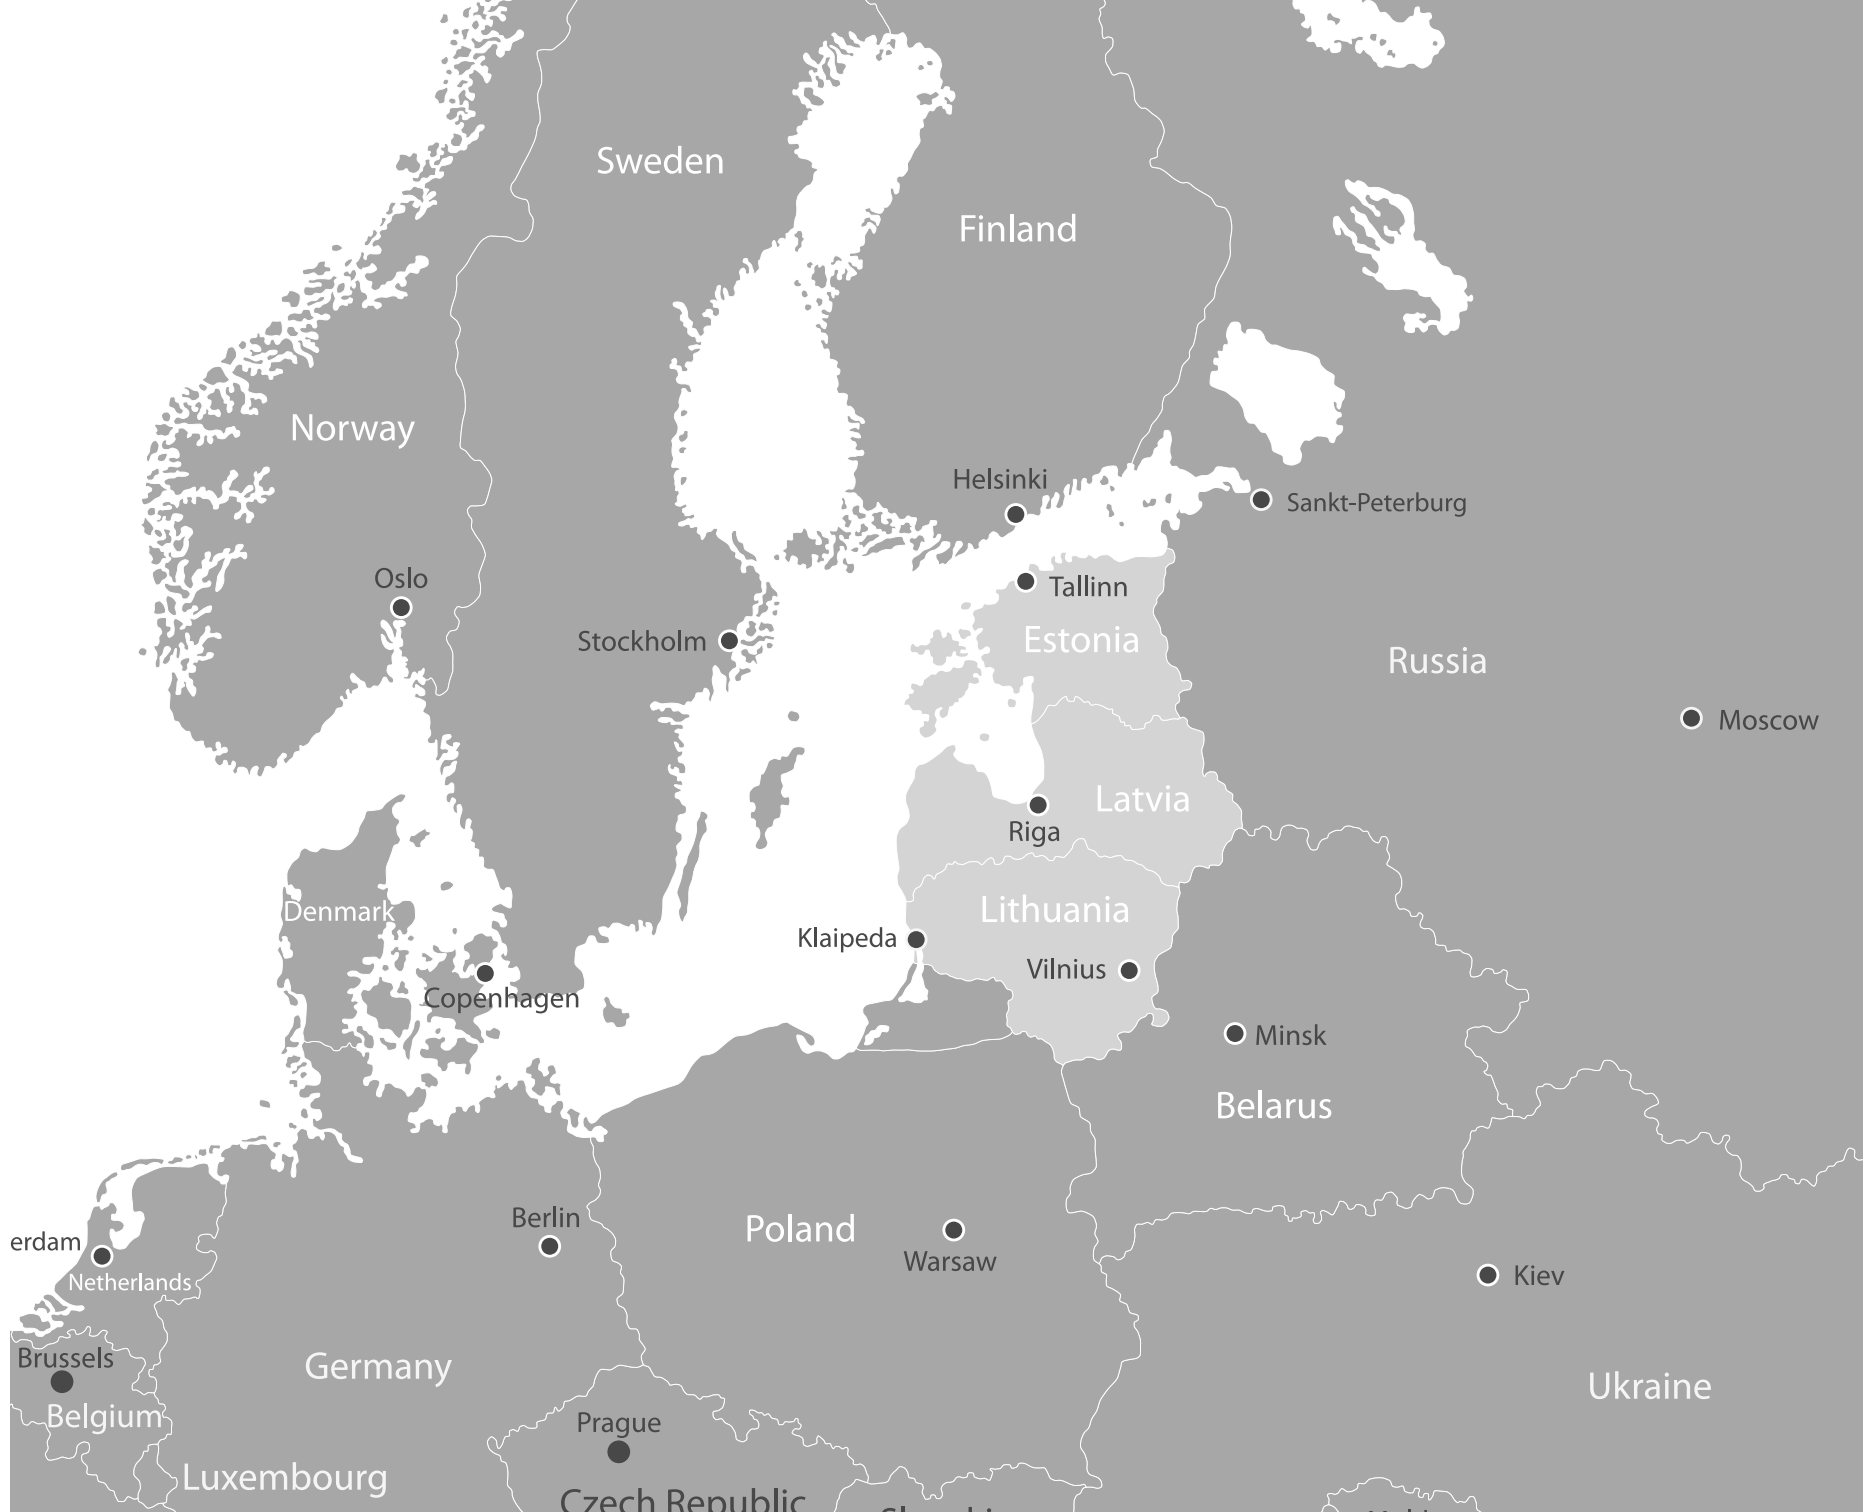 Sweden
Finland
Norway
Helsinki
Sankt-Peterburg
Oslo
Tallinn
Stockholm
Estonia
Russia
Moscow
Latvia
Riga
Denmark
Lithuania
Klaipeda
Vilnius
Copenhagen
Minsk
Belarus
Berlin
Poland
erdam
Warsaw
Netherlands
Kiev
Brussels
Germany
Ukraine
Belgium
Prague
Luxembourg
Czech Republic